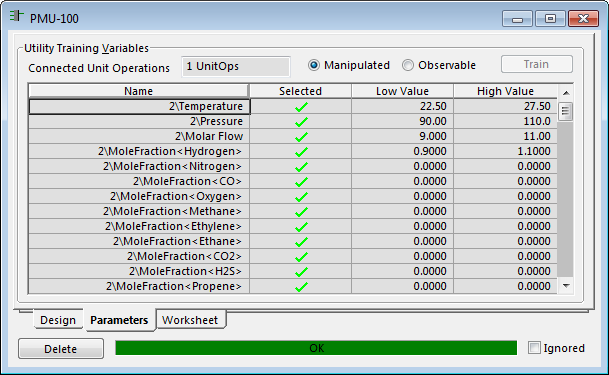 PMU-100
Utility Training Variables
Connected Unit Operations 1 UnitOps Manipulated Observable Train
Name Selected Low Value High Value
2\Temperature 22.50 27.50
2\Pressure 90.00 110.0
2\Molar Flow 9.000 11.00
2\MoleFraction<Hydrogen> 0.9000 1.1000
2\MoleFraction<Nitrogen> 0.0000 0.0000
2\MoleFraction<CO> 0.0000 0.0000
2\MoleFraction<Oxygen> 0.0000 0.0000
2\MoleFraction<Methane> 0.0000 0.0000
2\MoleFraction<Ethylene> 0.0000 0.0000
2\MoleFraction<Ethane> 0.0000 0.0000
2\MoleFraction<CO2> 0.0000 0.0000
2\MoleFraction<H2S> 0.0000 0.0000
2\MoleFraction<Propene> 0.0000 0.0000
Design Parameters Worksheet
Delete OK Ignored